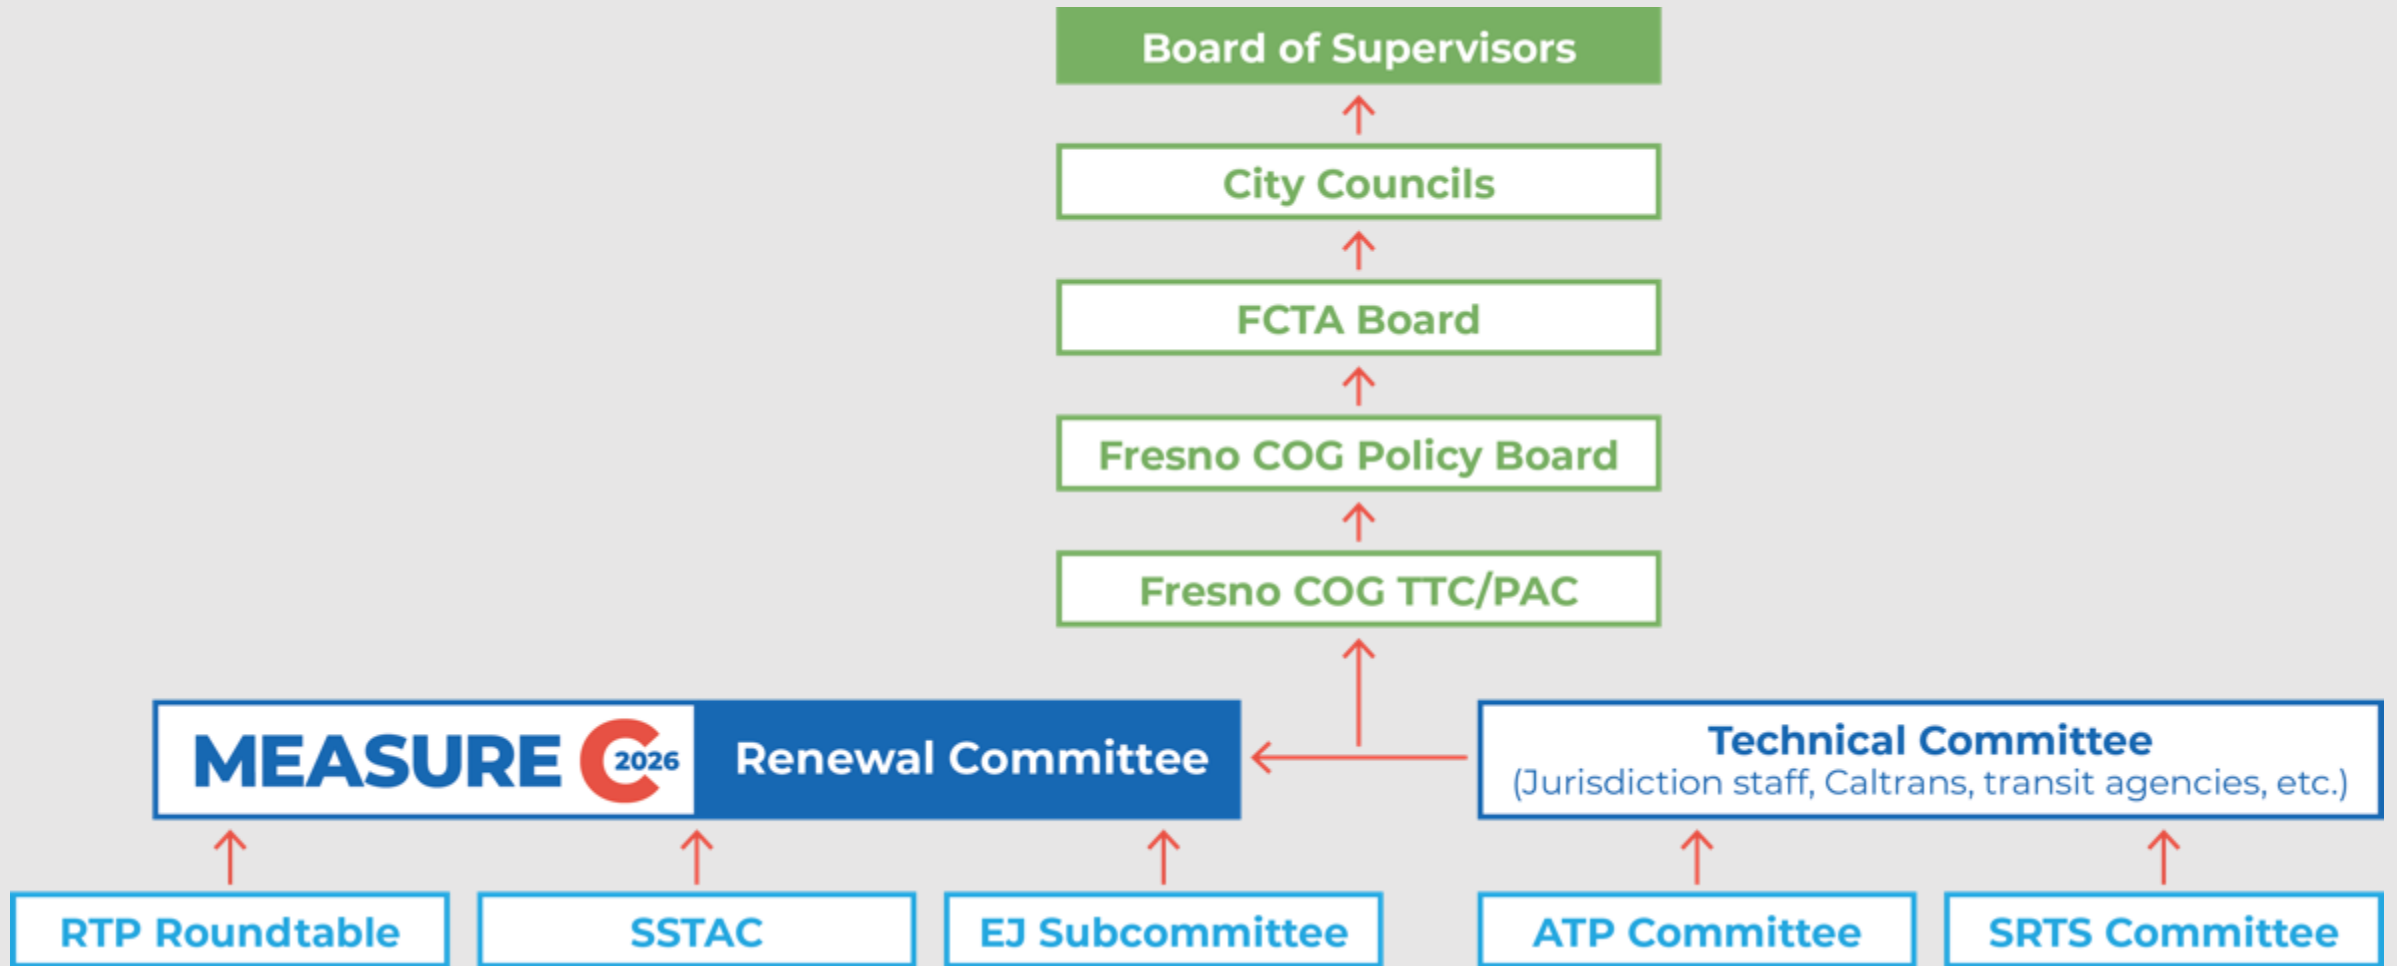 Board of Supervisors
City Councils
FCTA Board
Fresno COG Policy Board
Fresno COG TTC/PAC
MEASURE C 2026 Renewal Committee
Technical Committee
(Jurisdiction staff, Caltrans, transit agencies, etc.)
RTP Roundtable
SSTAC
EJ Subcommittee
ATP Committee
SRTS Committee